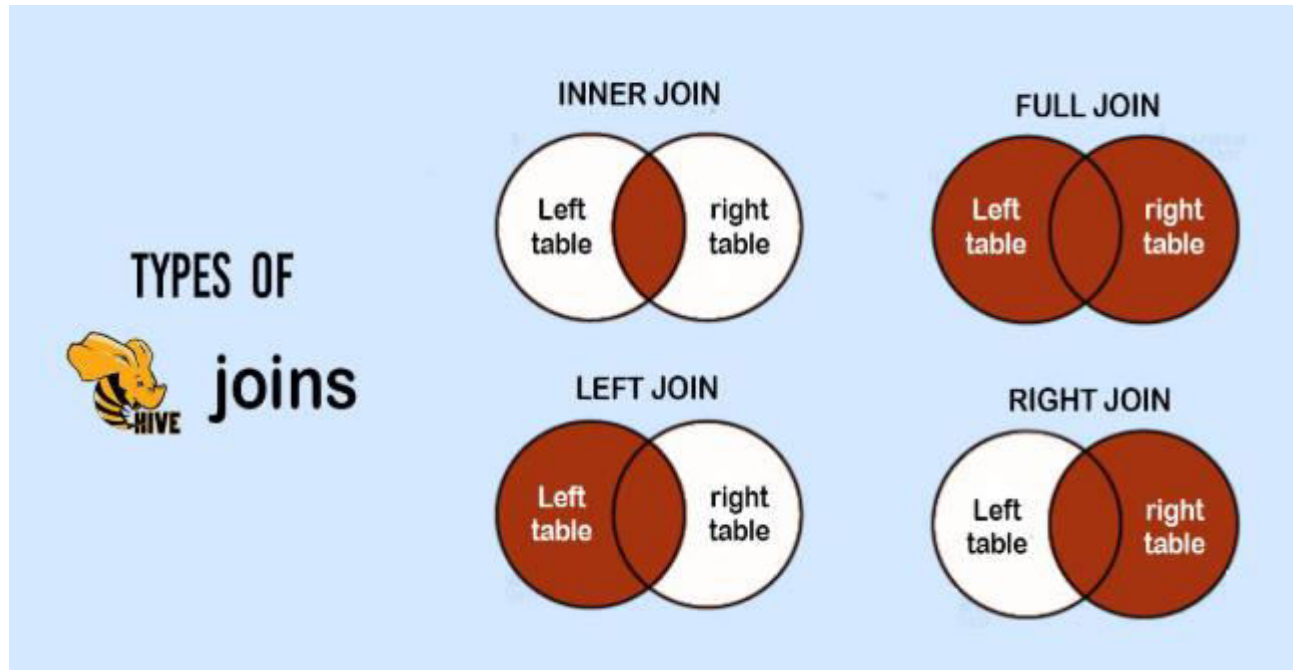 TYPES OF
HIVE joins
INNER JOIN
Left
table
right
table
FULL JOIN
Left
table
right
table
LEFT JOIN
Left
table
right
table
RIGHT JOIN
Left
table
right
table